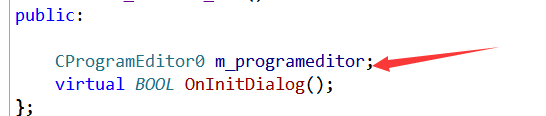 public:
CProgramEditor0 m_programeditor;
virtual BOOL OnInitDialog();
};